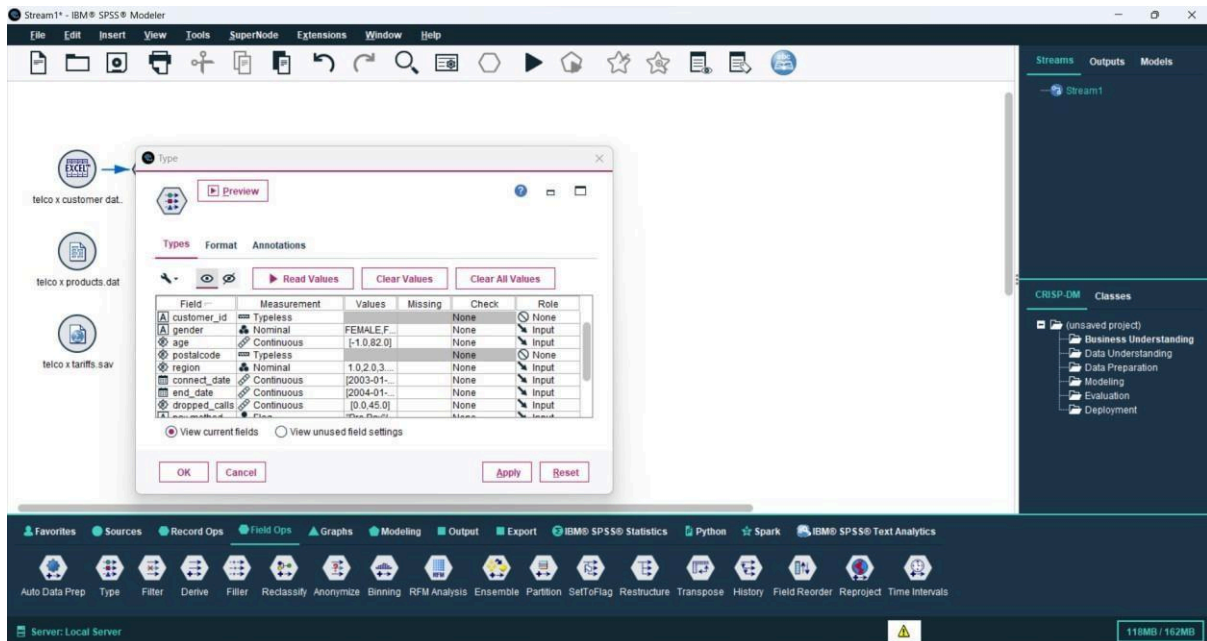 Stream1* - IBM® SPSS® Modeler
File Edit Insert View Tools SuperNode Extensions Window Help
Streams Outputs Models
Stream1
EXCEL
telco x customer dat..
telco x products.dat
telco x tariffs.sav
Type
Preview
Types Format Annotations
Read Values Clear Values Clear All Values
Field Measurement Values Missing Check Role
customer_id Typeless None None
gender Nominal FEMALE,F... None Input
age Continuous [-1.0,82.0] None Input
postalcode Typeless None None
region Nominal 1.0,2.0,3.... None Input
connect_date Continuous [2003-01-... None Input
end_date Continuous [2004-01-... None Input
dropped_calls Continuous [0.0,45.0] None Input
View current fields View unused field settings
OK Cancel Apply Reset
CRISP-DM Classes
(unsaved project)
Business Understanding
Data Understanding
Data Preparation
Modeling
Evaluation
Deployment
Favorites Sources Record Ops Field Ops Graphs Modeling Output Export IBM® SPSS® Statistics Python Spark IBM® SPSS® Text Analytics
Auto Data Prep Type Filter Derive Filler Reclassify Anonymize Binning RFM Analysis Ensemble Partition SetToFlag Restructure Transpose History Field Reorder Reproject Time Intervals
Server: Local Server
118MB / 162MB